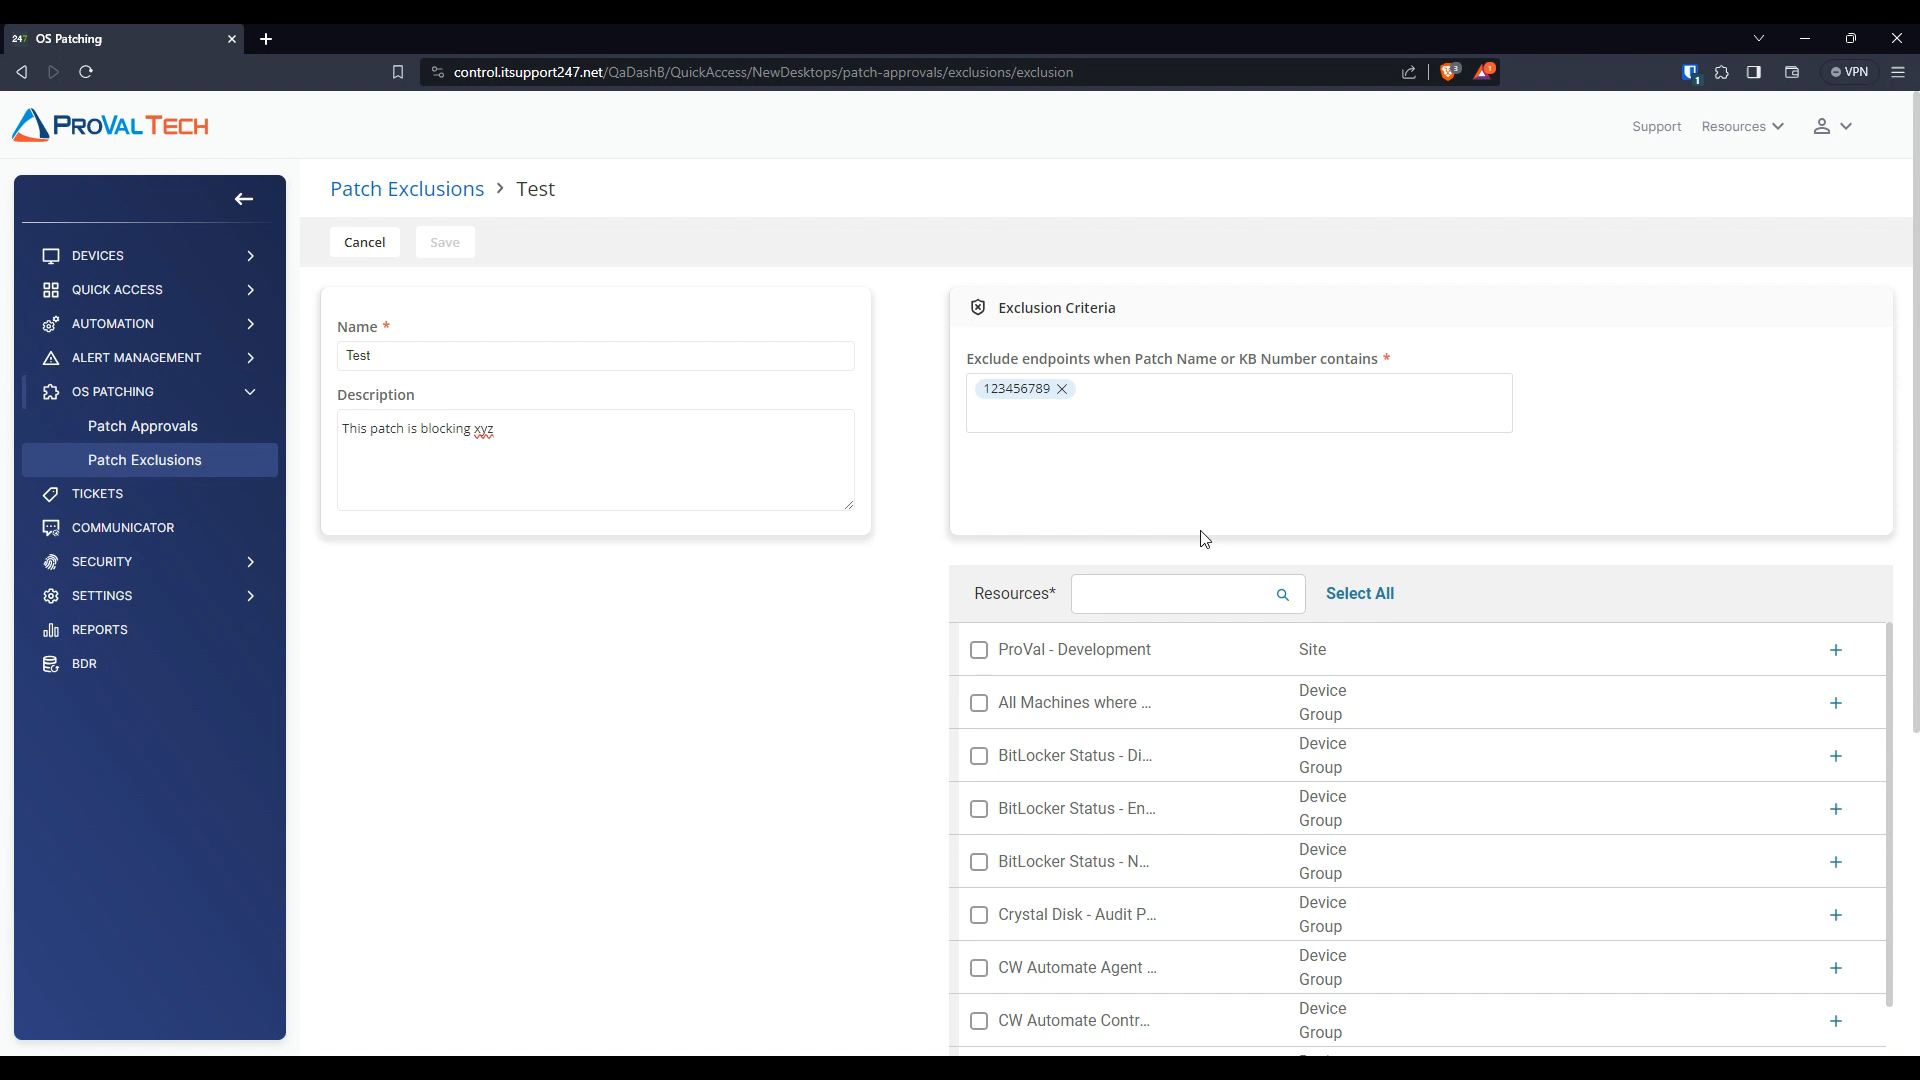 247 OS Patching
control.itsupport247.net/QaDashB/QuickAccess/NewDesktops/patch-approvals/exclusions/exclusion
3
1
1
VPN
PROVAL TECH
Support
Resources
Patch Exclusions > Test
Cancel
Save
DEVICES
QUICK ACCESS
AUTOMATION
ALERT MANAGEMENT
OS PATCHING
Patch Approvals
Patch Exclusions
TICKETS
COMMUNICATOR
SECURITY
SETTINGS
REPORTS
BDR
Name *
Test
Description
This patch is blocking xyz
Exclusion Criteria
Exclude endpoints when Patch Name or KB Number contains *
123456789
Resources*
Select All
ProVal - Development Site
All Machines where ... Device Group
BitLocker Status - Di... Device Group
BitLocker Status - En... Device Group
BitLocker Status - N... Device Group
Crystal Disk - Audit P... Device Group
CW Automate Agent ... Device Group
CW Automate Contr... Device Group